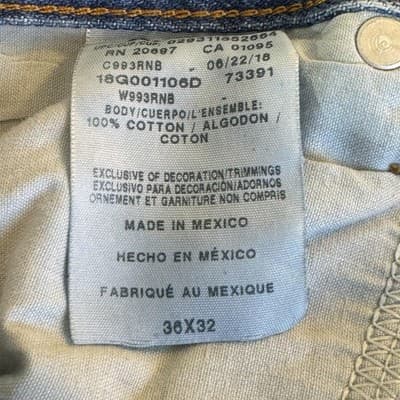 RN 20697 CA 01095
C993RNB - 06/22/18
18G001106D 73391
W993RNB -
BODY/CUERPO/L'ENSEMBLE:
100% COTTON / ALGODON /
COTON
EXCLUSIVE OF DECORATION/TRIMMINGS
EXCLUSIVO PARA DECORACIÓN/ADORNOS
ORNEMENT ET GARNITURE NON COMPRIS
MADE IN MEXICO
HECHO EN MÉXICO
FABRIQUÉ AU MEXIQUE
36X32